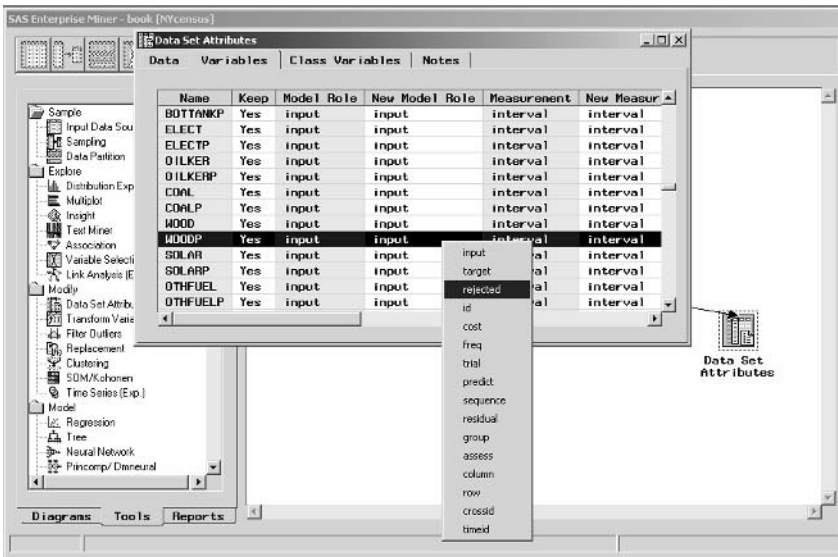 SAS Enterprise Miner - book [NYcensus]
Data Set Attributes
Data Variables Class Variables Notes
Name Keep Model Role New Model Role Measurement New Measur
BOTTANKP Yes input input interval interval
ELECT Yes input input interval interval
ELECTP Yes input input interval interval
OILKER Yes input input interval interval
OILKERP Yes input input interval interval
COAL Yes input input interval interval
COALP Yes input input interval interval
WOOD Yes input input interval interval
WOODP Yes input input interval interval
SOLAR Yes input input val interval
SOLARP Yes input input val interval
OTHFUEL Yes input input val interval
OTHFUELP Yes input input val interval
input
target
rejected
id
cost
freq
trial
predict
sequence
residual
group
assess
column
row
crossid
timeid
Sample
Input Data Sou
Sampling
Data Partition
Explore
Distribution Exp
Multiplot
Insight
Text Miner
Association
Variable Selecti
Link Analysis (E
Modify
Data Set Attribu
Transform Varia
Filter Outliers
Replacement
Clustering
SOM/Kohonen
Time Series (Exp.)
Model
Regression
Tree
Neural Network
Princomp/Dmneural
Data Set
Attributes
Diagrams Tools Reports